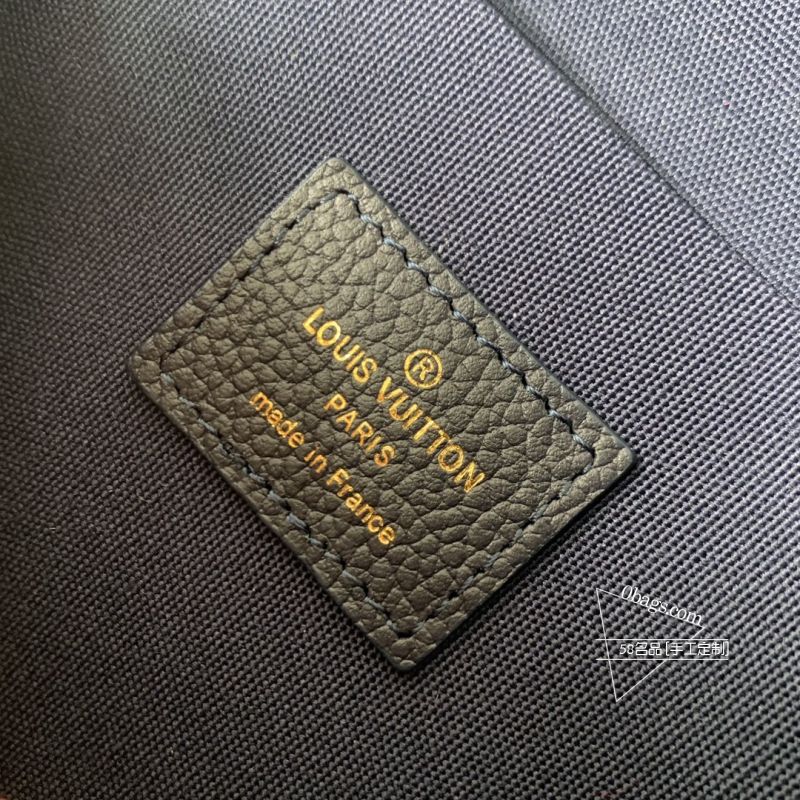 ®
LOUIS VUITTON
PARIS
made in France
0bags.com
58名品 [手工定制]